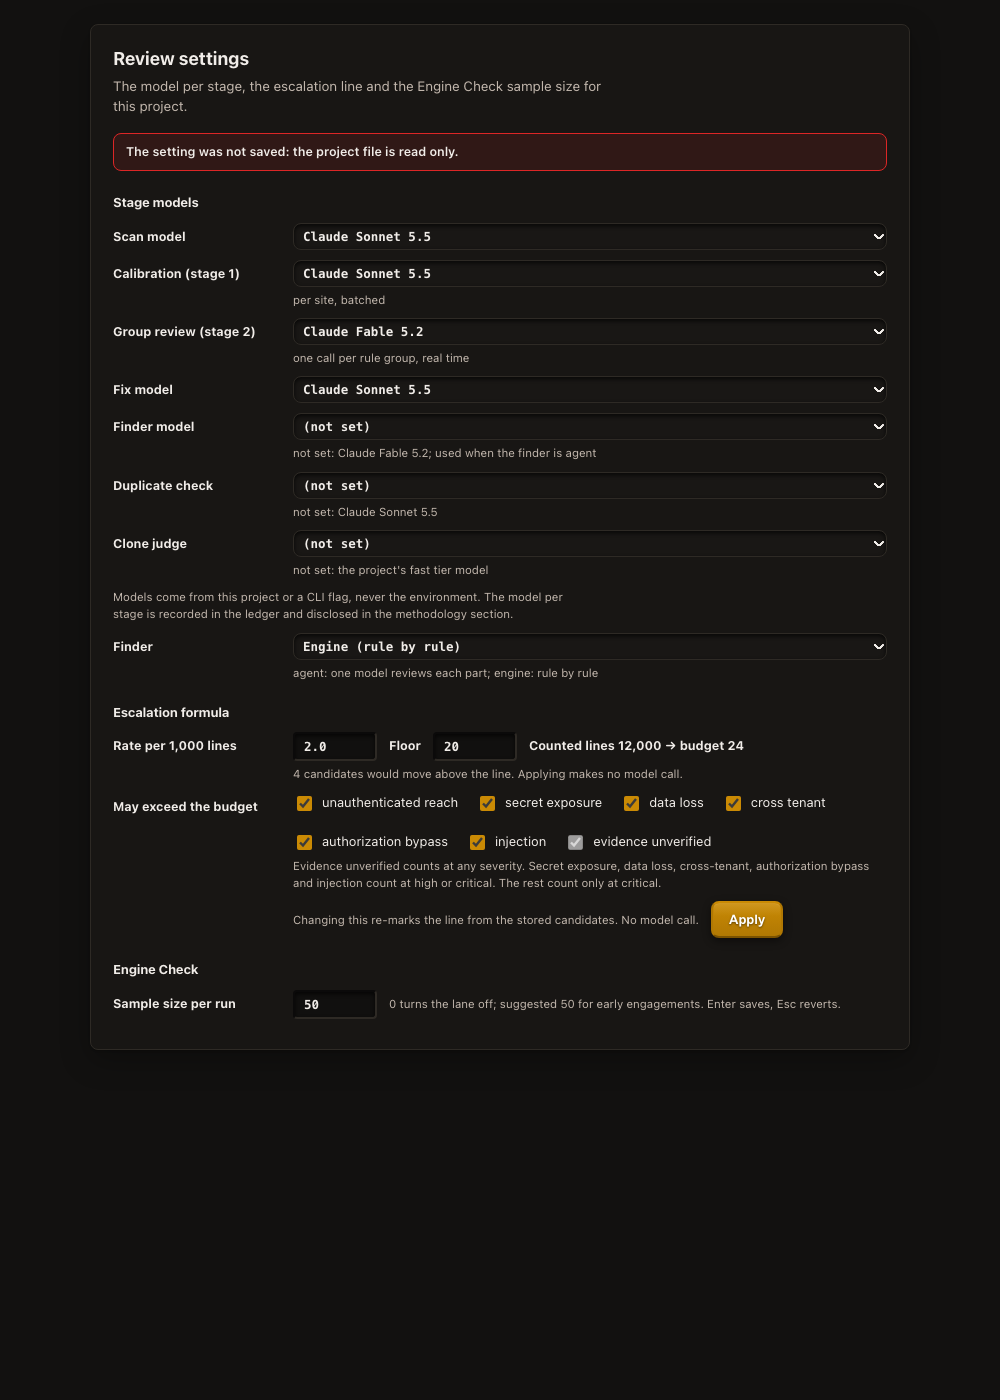 Review settings
The model per stage, the escalation line and the Engine Check sample size for
this project.
The setting was not saved: the project file is read only.
Stage models
Scan model
Claude Sonnet 5.5
Calibration (stage 1)
Claude Sonnet 5.5
per site, batched
Group review (stage 2)
Claude Fable 5.2
one call per rule group, real time
Fix model
Claude Sonnet 5.5
Finder model
(not set)
not set: Claude Fable 5.2; used when the finder is agent
Duplicate check
(not set)
not set: Claude Sonnet 5.5
Clone judge
(not set)
not set: the project's fast tier model
Models come from this project or a CLI flag, never the environment. The model per
stage is recorded in the ledger and disclosed in the methodology section.
Finder
Engine (rule by rule)
agent: one model reviews each part; engine: rule by rule
Escalation formula
Rate per 1,000 lines
2.0
Floor
20
Counted lines 12,000 → budget 24
4 candidates would move above the line. Applying makes no model call.
May exceed the budget
unauthenticated reach
secret exposure
data loss
cross tenant
authorization bypass
injection
evidence unverified
Evidence unverified counts at any severity. Secret exposure, data loss, cross-tenant, authorization bypass
and injection count at high or critical. The rest count only at critical.
Changing this re-marks the line from the stored candidates. No model call.
Apply
Engine Check
Sample size per run
50
0 turns the lane off; suggested 50 for early engagements. Enter saves, Esc reverts.